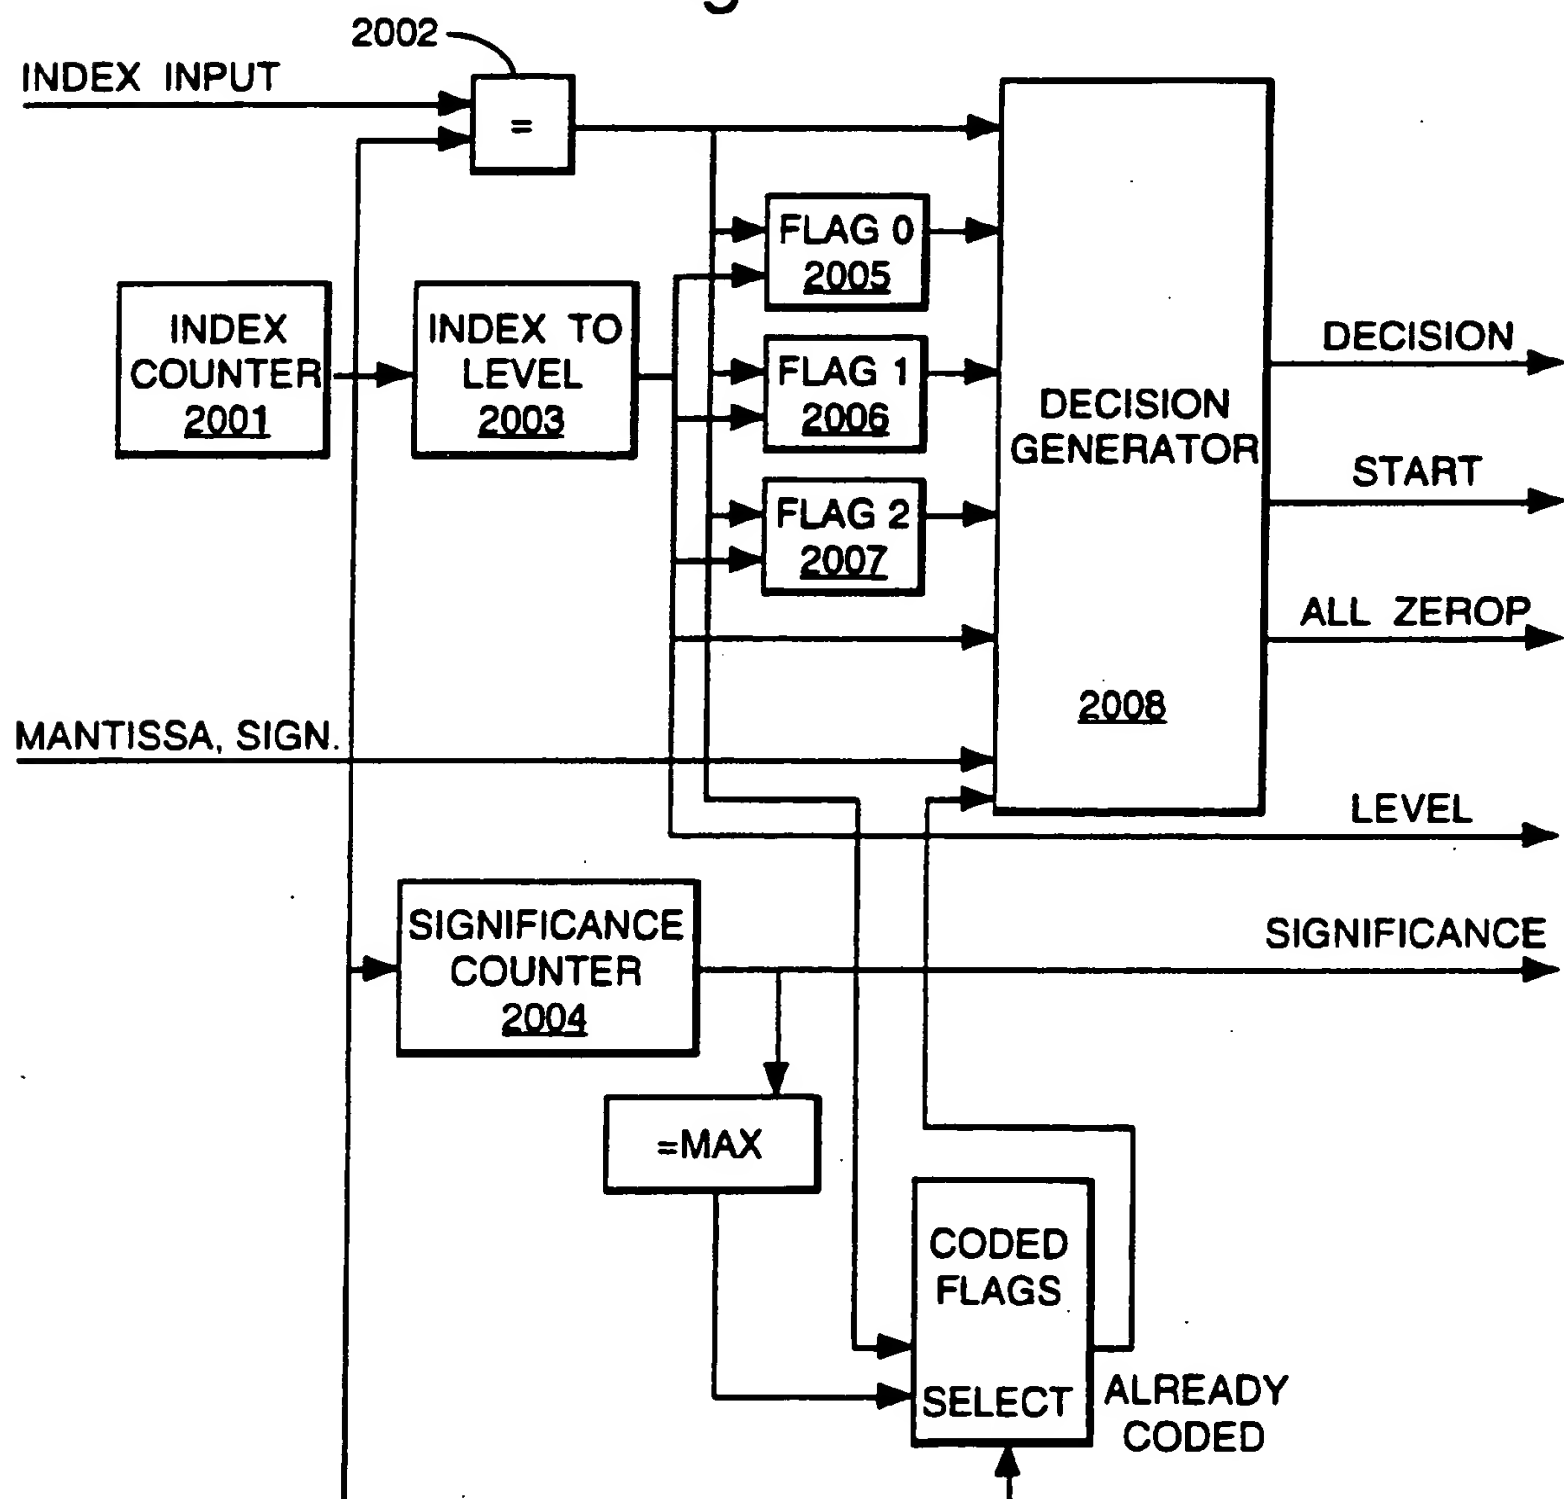 2002
INDEX INPUT
=
FLAG 0
2005
INDEX
COUNTER
2001
INDEX TO
LEVEL
2003
FLAG 1
2006
FLAG 2
2007
DECISION
GENERATOR
2008
DECISION
START
ALL ZEROP
MANTISSA, SIGN.
LEVEL
SIGNIFICANCE
COUNTER
2004
SIGNIFICANCE
=MAX
CODED
FLAGS
SELECT
ALREADY
CODED